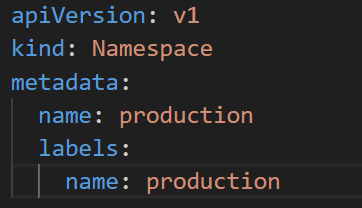 apiVersion: v1
kind: Namespace
metadata:
  name: production
  labels:
    name: production